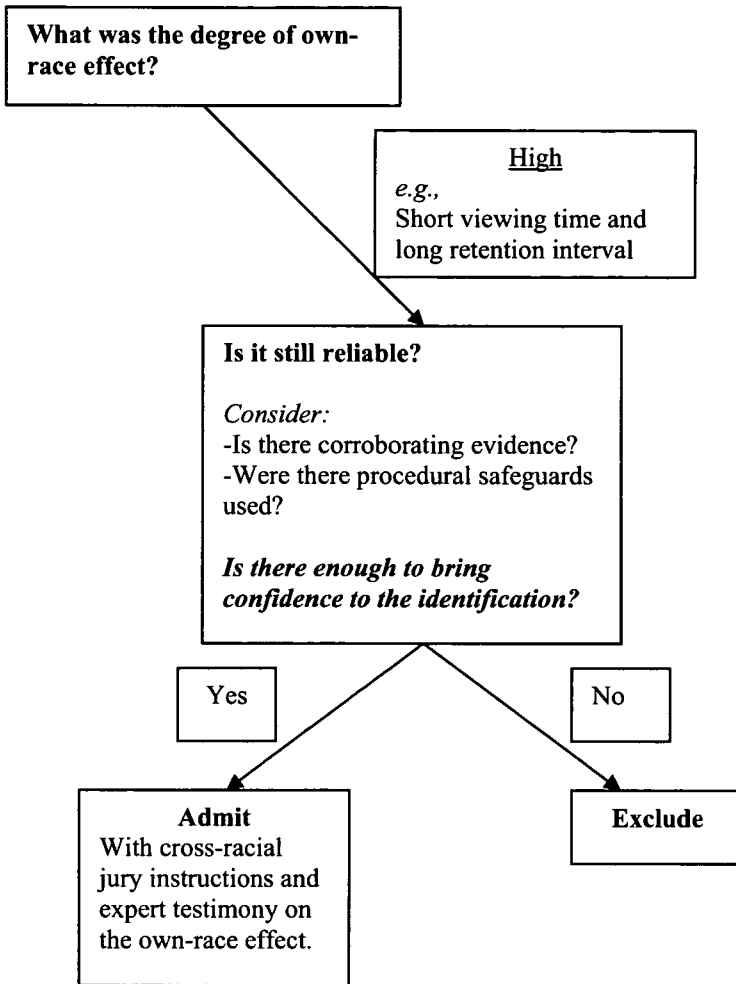 What was the degree of own-
race effect?
High
e.g.,
Short viewing time and
long retention interval
Is it still reliable?
Consider:
-Is there corroborating evidence?
-Were there procedural safeguards
used?
Is there enough to bring
confidence to the identification?
Yes
No
Admit
With cross-racial
jury instructions and
expert testimony on
the own-race effect.
Exclude